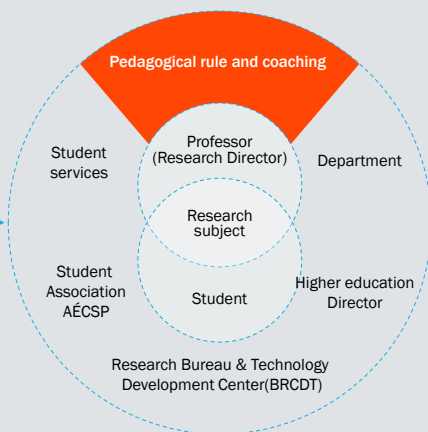 Pedagogical rule and coaching
Professor
(Research Director)
Student
services
Department
Research
subject
Student
Association
AÉCSP
Student
Higher education
Director
Research Bureau & Technology
Development Center(BRCDT)